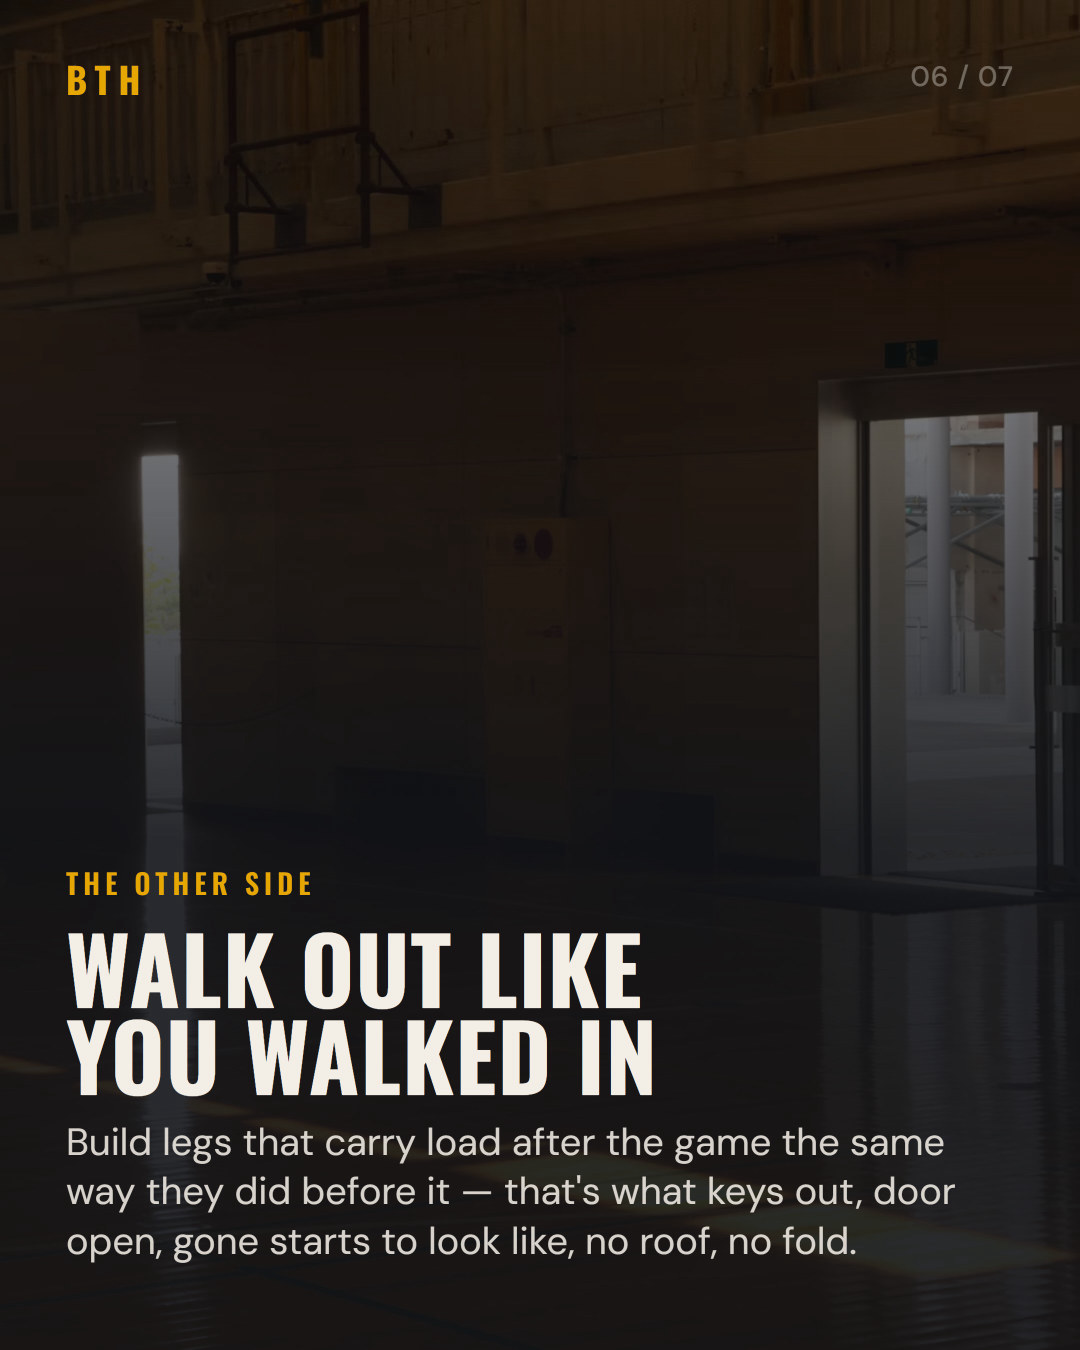 BTH
06 / 07
THE OTHER SIDE
WALK OUT LIKE
YOU WALKED IN
Build legs that carry load after the game the same
way they did before it — that's what keys out, door
open, gone starts to look like, no roof, no fold.